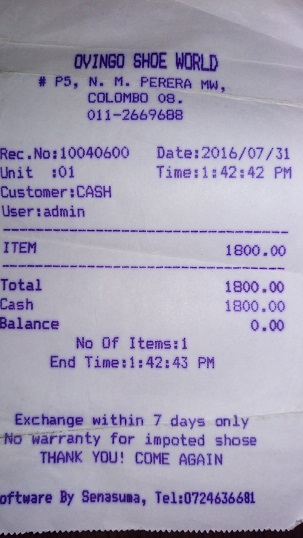 OVINGO SHOE WORLD
# P5, N. M. PERERA MW,
COLOMBO 08.
011-2669688
Rec.No:10040600 Date:2016/07/31
Unit :01 Time:1:42:42 PM
Customer:CASH
User:admin
ITEM 1800.00
Total 1800.00
Cash 1800.00
Balance 0.00
No Of Items:1
End Time:1:42:43 PM
Exchange within 7 days only
No warranty for impoted shose
THANK YOU! COME AGAIN
oftware By Senasuma, Tel:0724636681